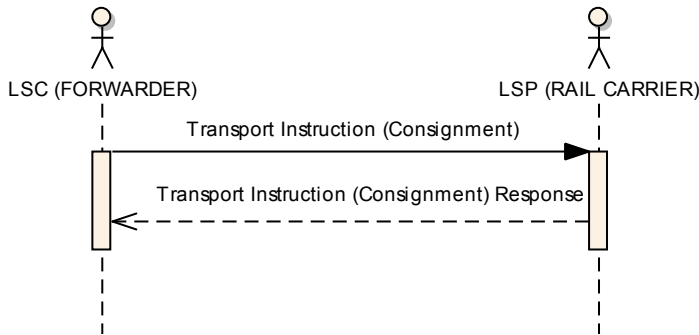 LSC (FORWARDER)
LSP (RAIL CARRIER)
Transport Instruction (Consignment)
Transport Instruction (Consignment) Response